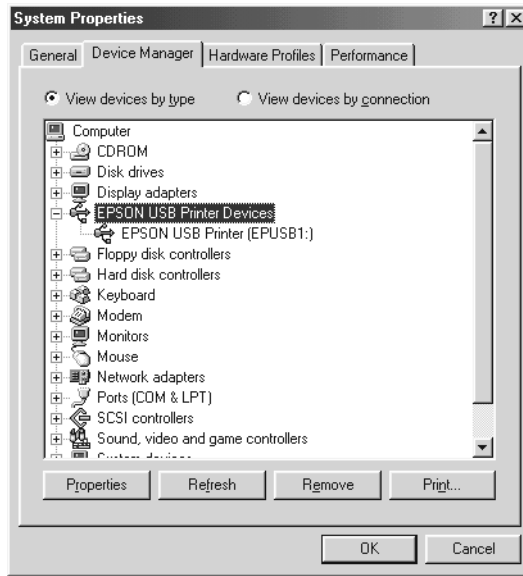 System Properties
General Device Manager Hardware Profiles Performance
View devices by type View devices by connection
Computer
CDROM
Disk drives
Display adapters
EPSON USB Printer Devices
EPSON USB Printer (EPUSB1:)
Floppy disk controllers
Hard disk controllers
Keyboard
Modem
Monitors
Mouse
Network adapters
Ports (COM & LPT)
SCSI controllers
Sound, video and game controllers
System devices
Properties Refresh Remove Print...
OK Cancel